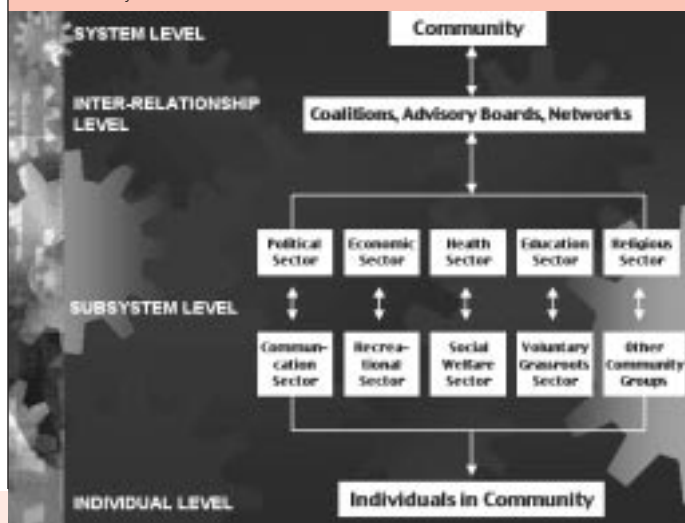 SYSTEM LEVEL
Community
INTER-RELATIONSHIP
LEVEL
Coalitions, Advisory Boards, Networks
Political
Sector
Economic
Sector
Health
Sector
Education
Sector
Religious
Sector
SUBSYSTEM LEVEL
Commun-
cation
Sector
Recrea-
tional
Sector
Social
Welfare
Sector
Voluntary
Grassroots
Sector
Other
Community
Groups
INDIVIDUAL LEVEL
Individuals in Community